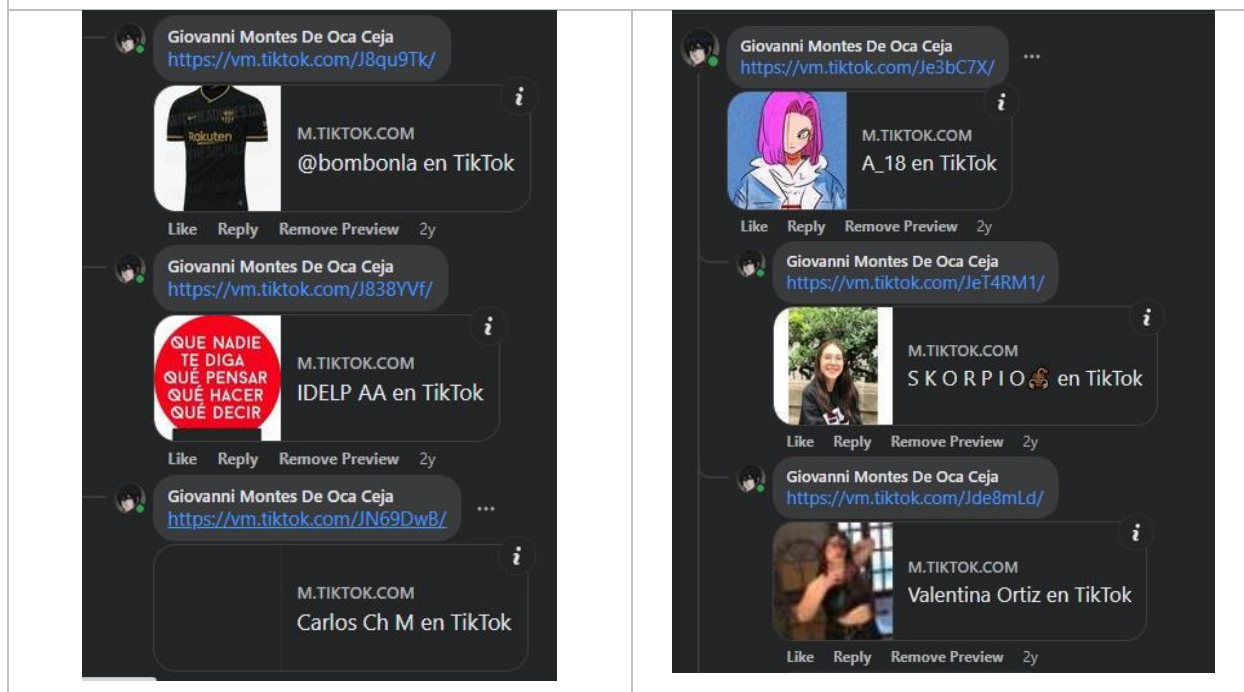 Giovanni Montes De Oca Ceja
https://vm.tiktok.com/J8qu9Tk/
Rakuten
M.TIKTOK.COM
@bombonla en TikTok
Like Reply Remove Preview 2y
Giovanni Montes De Oca Ceja
https://vm.tiktok.com/J838YVf/
QUE NADIE
TE DIGA
QUÉ PENSAR
QUÉ HACER
QUÉ DECIR
M.TIKTOK.COM
IDELP AA en TikTok
Like Reply Remove Preview 2y
Giovanni Montes De Oca Ceja
https://vm.tiktok.com/JN69DwB/
M.TIKTOK.COM
Carlos Ch M en TikTok
Giovanni Montes De Oca Ceja
https://vm.tiktok.com/Je3bC7X/
M.TIKTOK.COM
A_18 en TikTok
Like Reply Remove Preview 2y
Giovanni Montes De Oca Ceja
https://vm.tiktok.com/JeT4RM1/
M.TIKTOK.COM
S K O R P I O🦂 en TikTok
Like Reply Remove Preview 2y
Giovanni Montes De Oca Ceja
https://vm.tiktok.com/Jde8mLd/
M.TIKTOK.COM
Valentina Ortiz en TikTok
Like Reply Remove Preview 2y